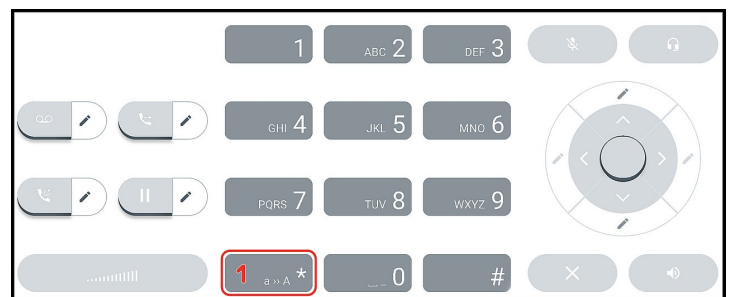 1
ABC 2
DEF 3
GHI 4
JKL 5
MNO 6
PQRS 7
TUV 8
WXYZ 9
1 a ›› A *
0
#